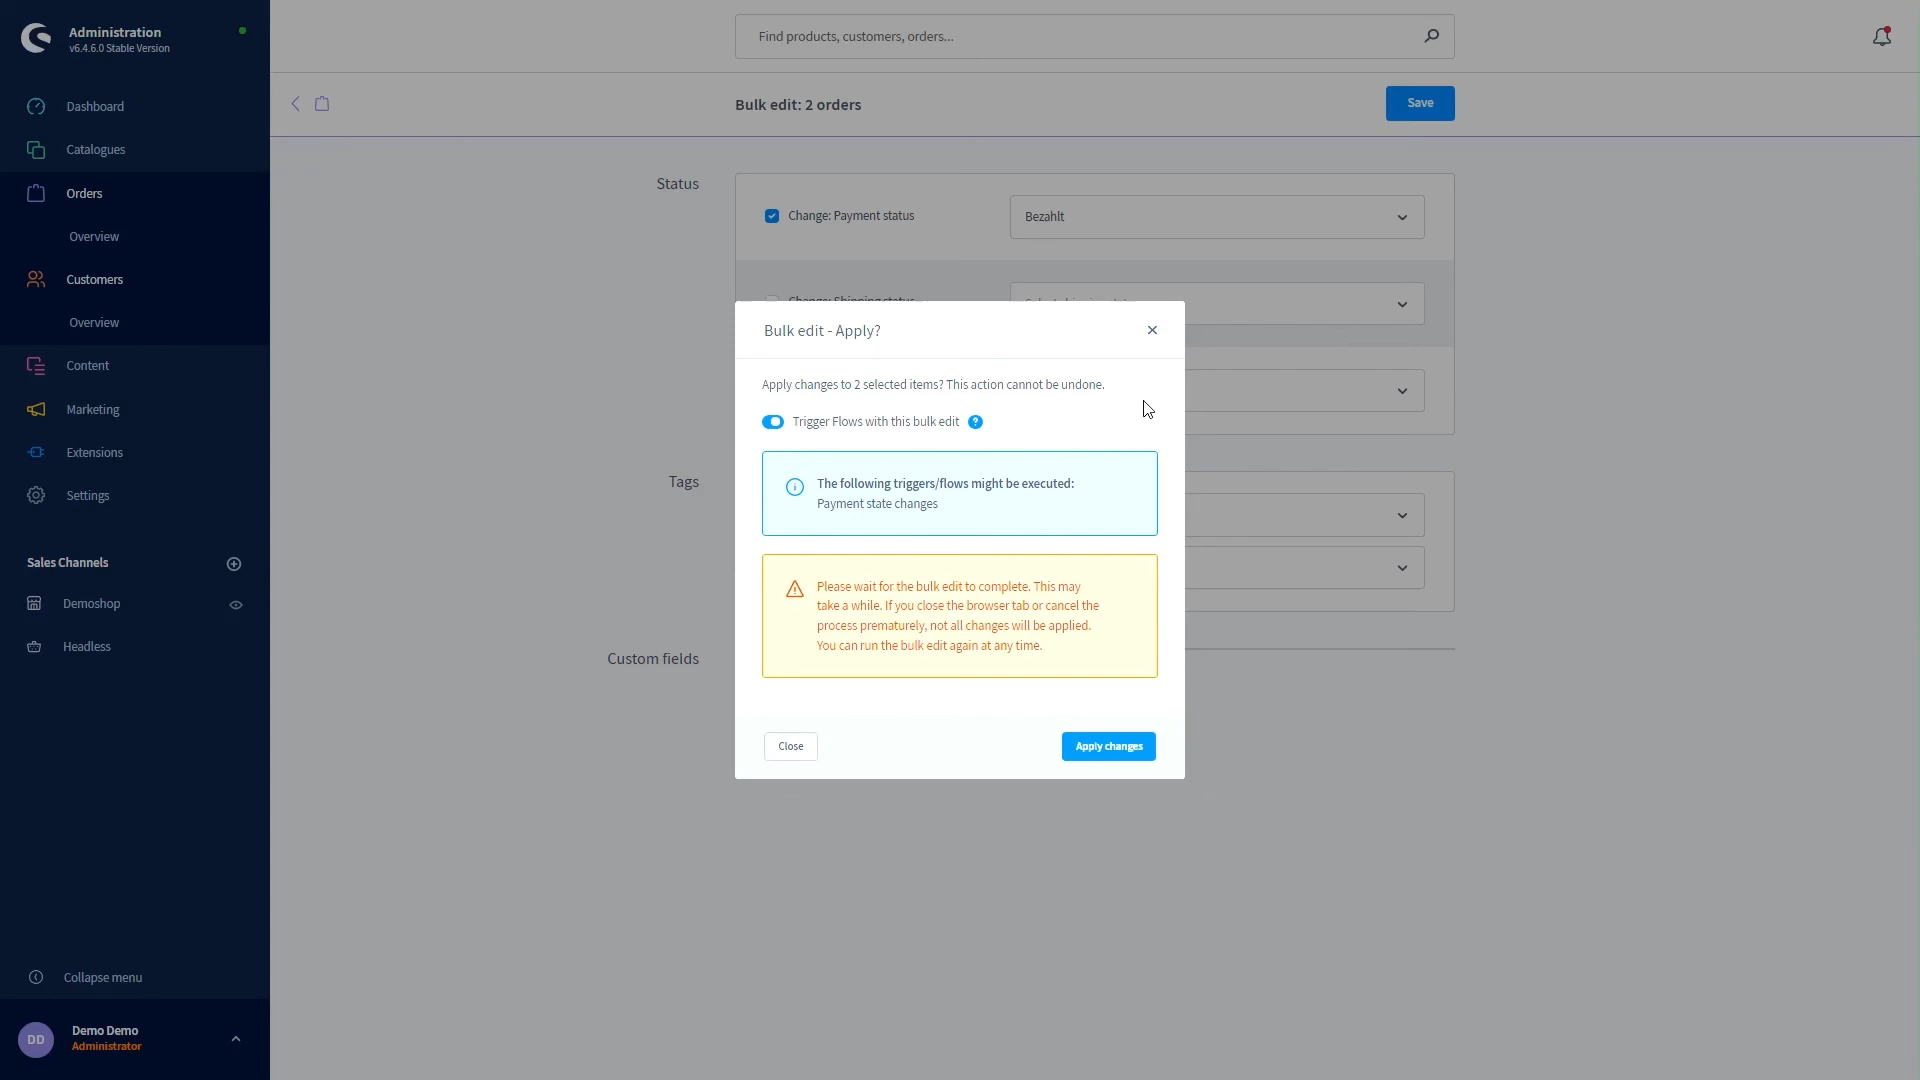 Administration
v6.4.6.0 Stable Version
Find products, customers, orders...
Bulk edit: 2 orders
Save
Dashboard
Catalogues
Orders
Overview
Customers
Overview
Content
Marketing
Extensions
Settings
Sales Channels
Demoshop
Headless
Collapse menu
DD
Demo Demo
Administrator
Status
Change: Payment status
Bezahlt
Change: Shipping status
Tags
Custom fields
Bulk edit - Apply?
Apply changes to 2 selected items? This action cannot be undone.
Trigger Flows with this bulk edit ?
The following triggers/flows might be executed:
Payment state changes
Please wait for the bulk edit to complete. This may
take a while. If you close the browser tab or cancel the
process prematurely, not all changes will be applied.
You can run the bulk edit again at any time.
Close
Apply changes